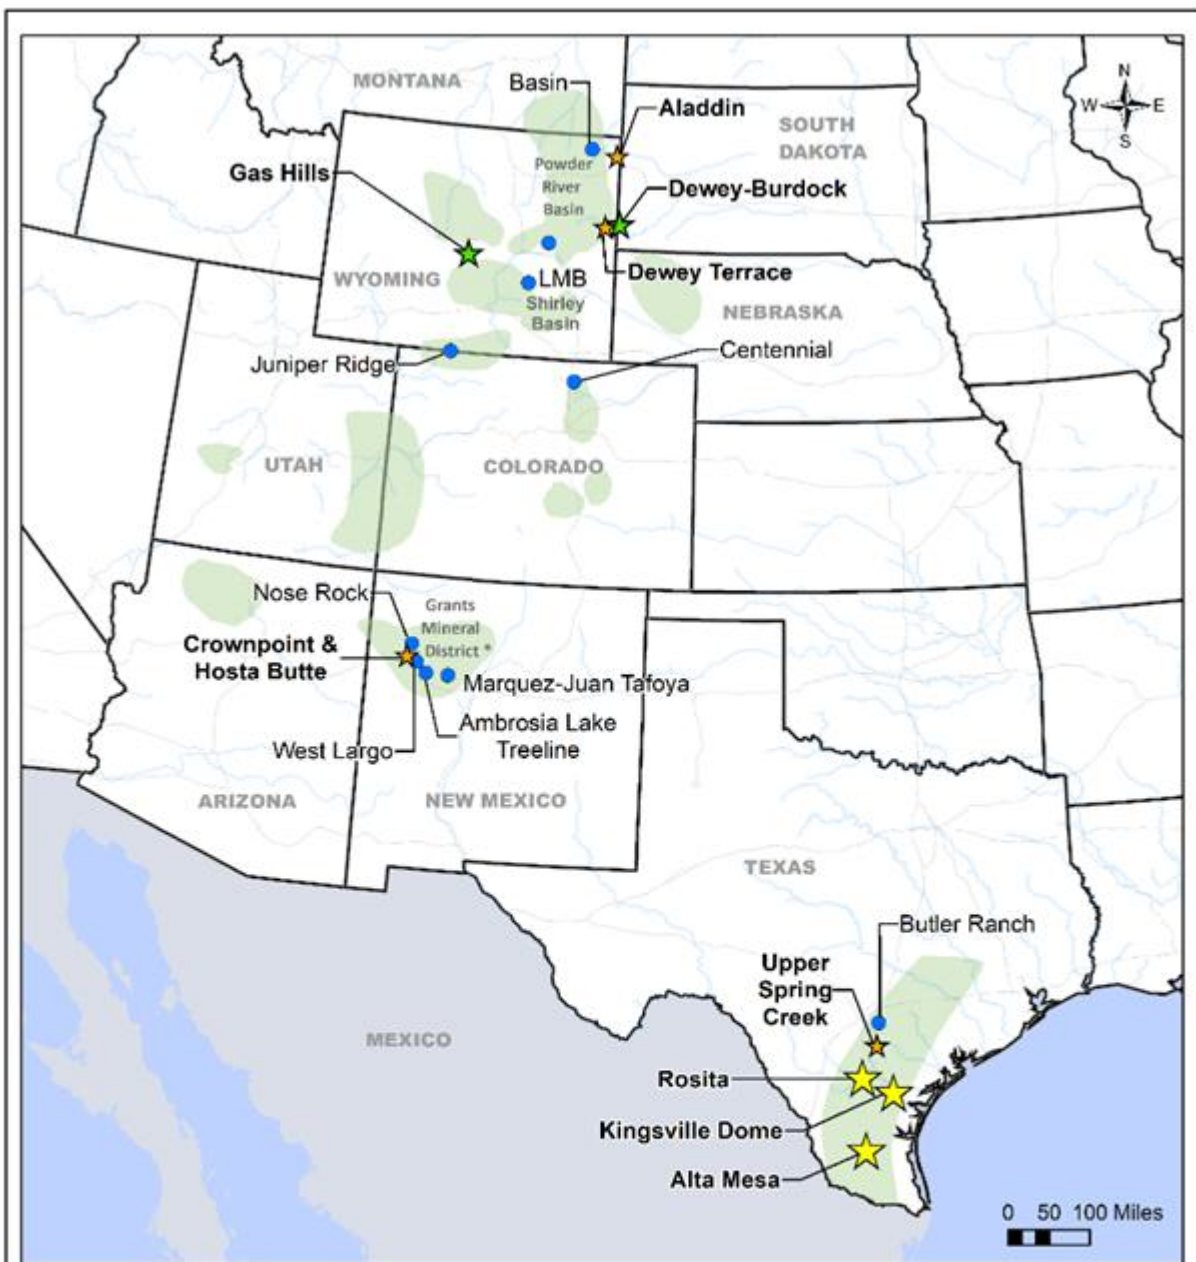 MONTANA
Basin
N
W E
S
Aladdin
SOUTH
DAKOTA
Gas Hills
Powder
River
Basin
Dewey-Burdock
WYOMING
LMB
Dewey Terrace
Shirley
Basin
NEBRASKA
Juniper Ridge
Centennial
UTAH
COLORADO
Nose Rock
Grants
Mineral
District *
Crownpoint &
Hosta Butte
Marquez-Juan Tafoya
Ambrosia Lake
Treeline
West Largo
ARIZONA
NEW MEXICO
TEXAS
Butler Ranch
Upper
Spring
Creek
MEXICO
Rosita
Kingsville Dome
Alta Mesa
0 50 100 Miles